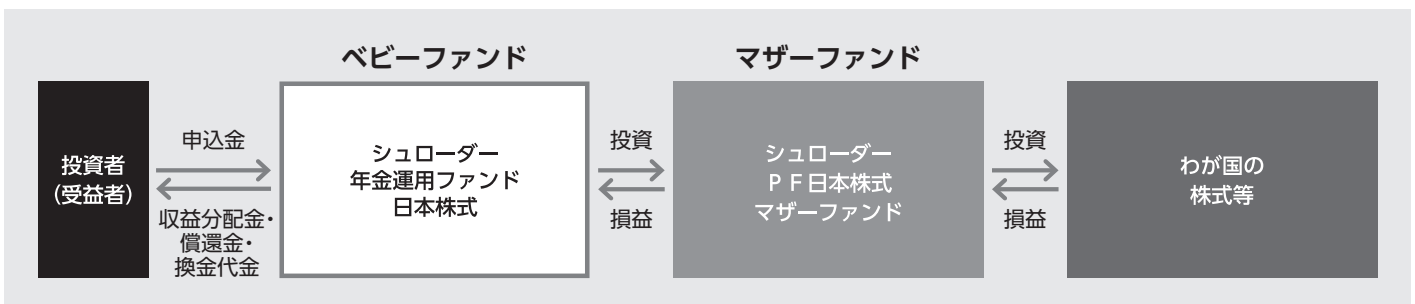 ベビーファンド
マザーファンド
投資者
(受益者)
申込金
収益分配金・
償還金・
換金代金
シュローダー
年金運用ファンド
日本株式
投資
損益
シュローダー
ＰＦ日本株式
マザーファンド
投資
損益
わが国の
株式等